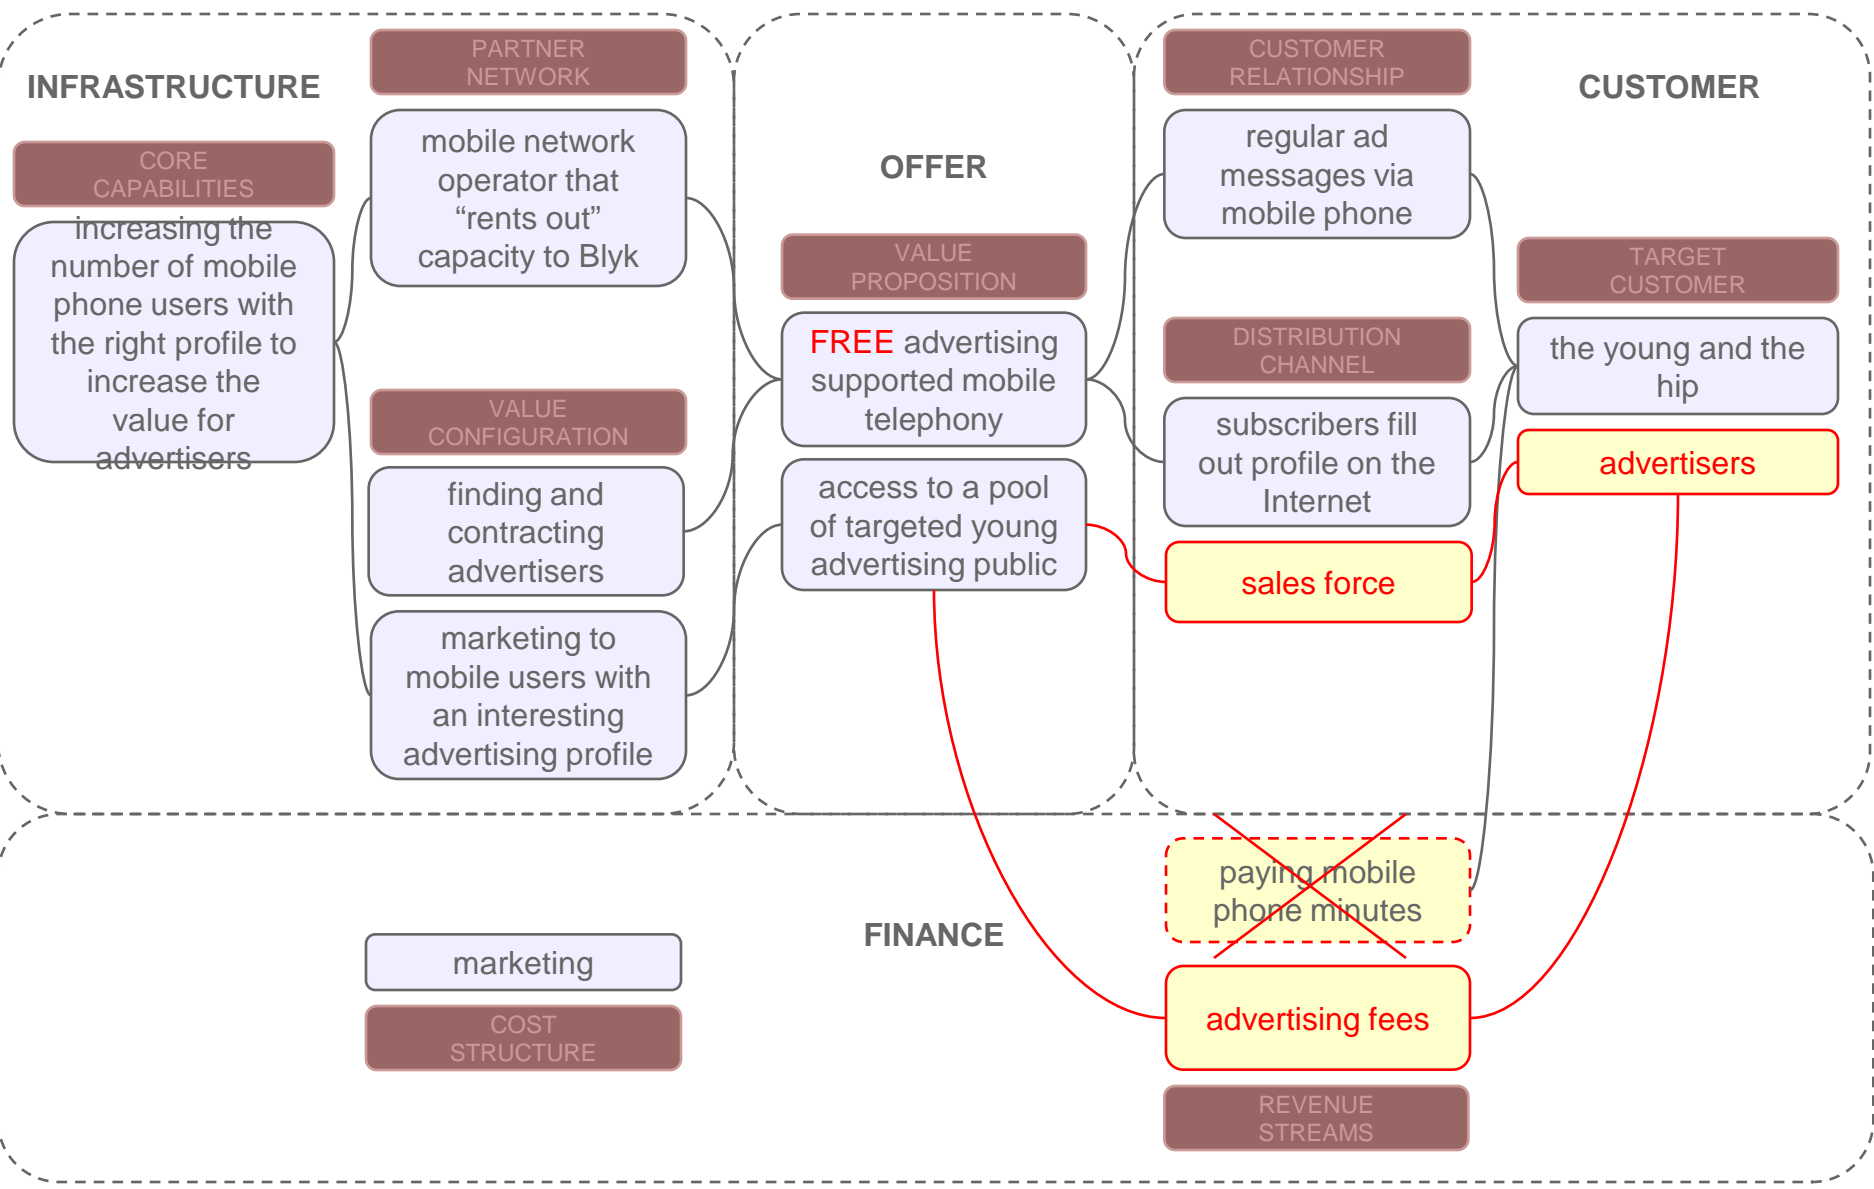 INFRASTRUCTURE
CORE
CAPABILITIES
increasing the
number of mobile
phone users with
the right profile to
increase the
value for
advertisers
PARTNER
NETWORK
mobile network
operator that
“rents out”
capacity to Blyk
VALUE
CONFIGURATION
finding and
contracting
advertisers
marketing to
mobile users with
an interesting
advertising profile
OFFER
VALUE
PROPOSITION
FREE advertising
supported mobile
telephony
access to a pool
of targeted young
advertising public
CUSTOMER
RELATIONSHIP
regular ad
messages via
mobile phone
DISTRIBUTION
CHANNEL
subscribers fill
out profile on the
Internet
sales force
CUSTOMER
TARGET
CUSTOMER
the young and the
hip
advertisers
FINANCE
marketing
COST
STRUCTURE
paying mobile
phone minutes
advertising fees
REVENUE
STREAMS